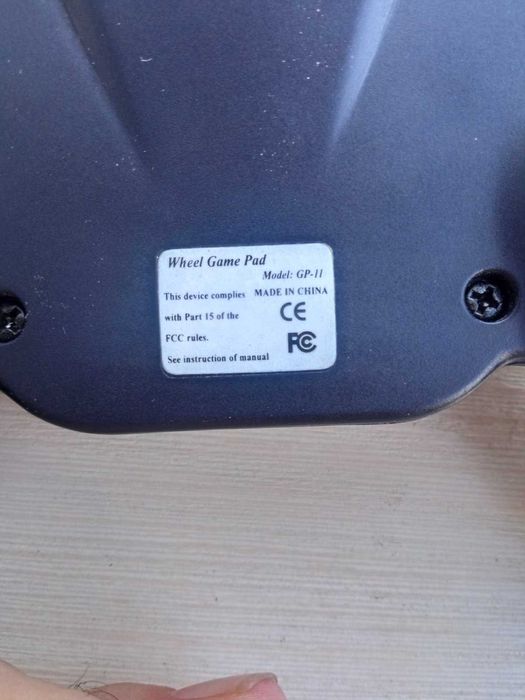 Wheel Game Pad
Model: GP-11
This device complies MADE IN CHINA
with Part 15 of the CE
FCC rules. FC
See instruction of manual